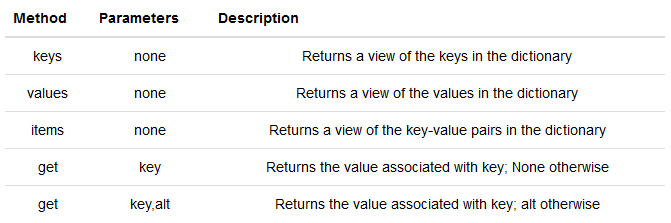 Method Parameters Description
keys none Returns a view of the keys in the dictionary
values none Returns a view of the values in the dictionary
items none Returns a view of the key-value pairs in the dictionary
get key Returns the value associated with key; None otherwise
get key,alt Returns the value associated with key; alt otherwise